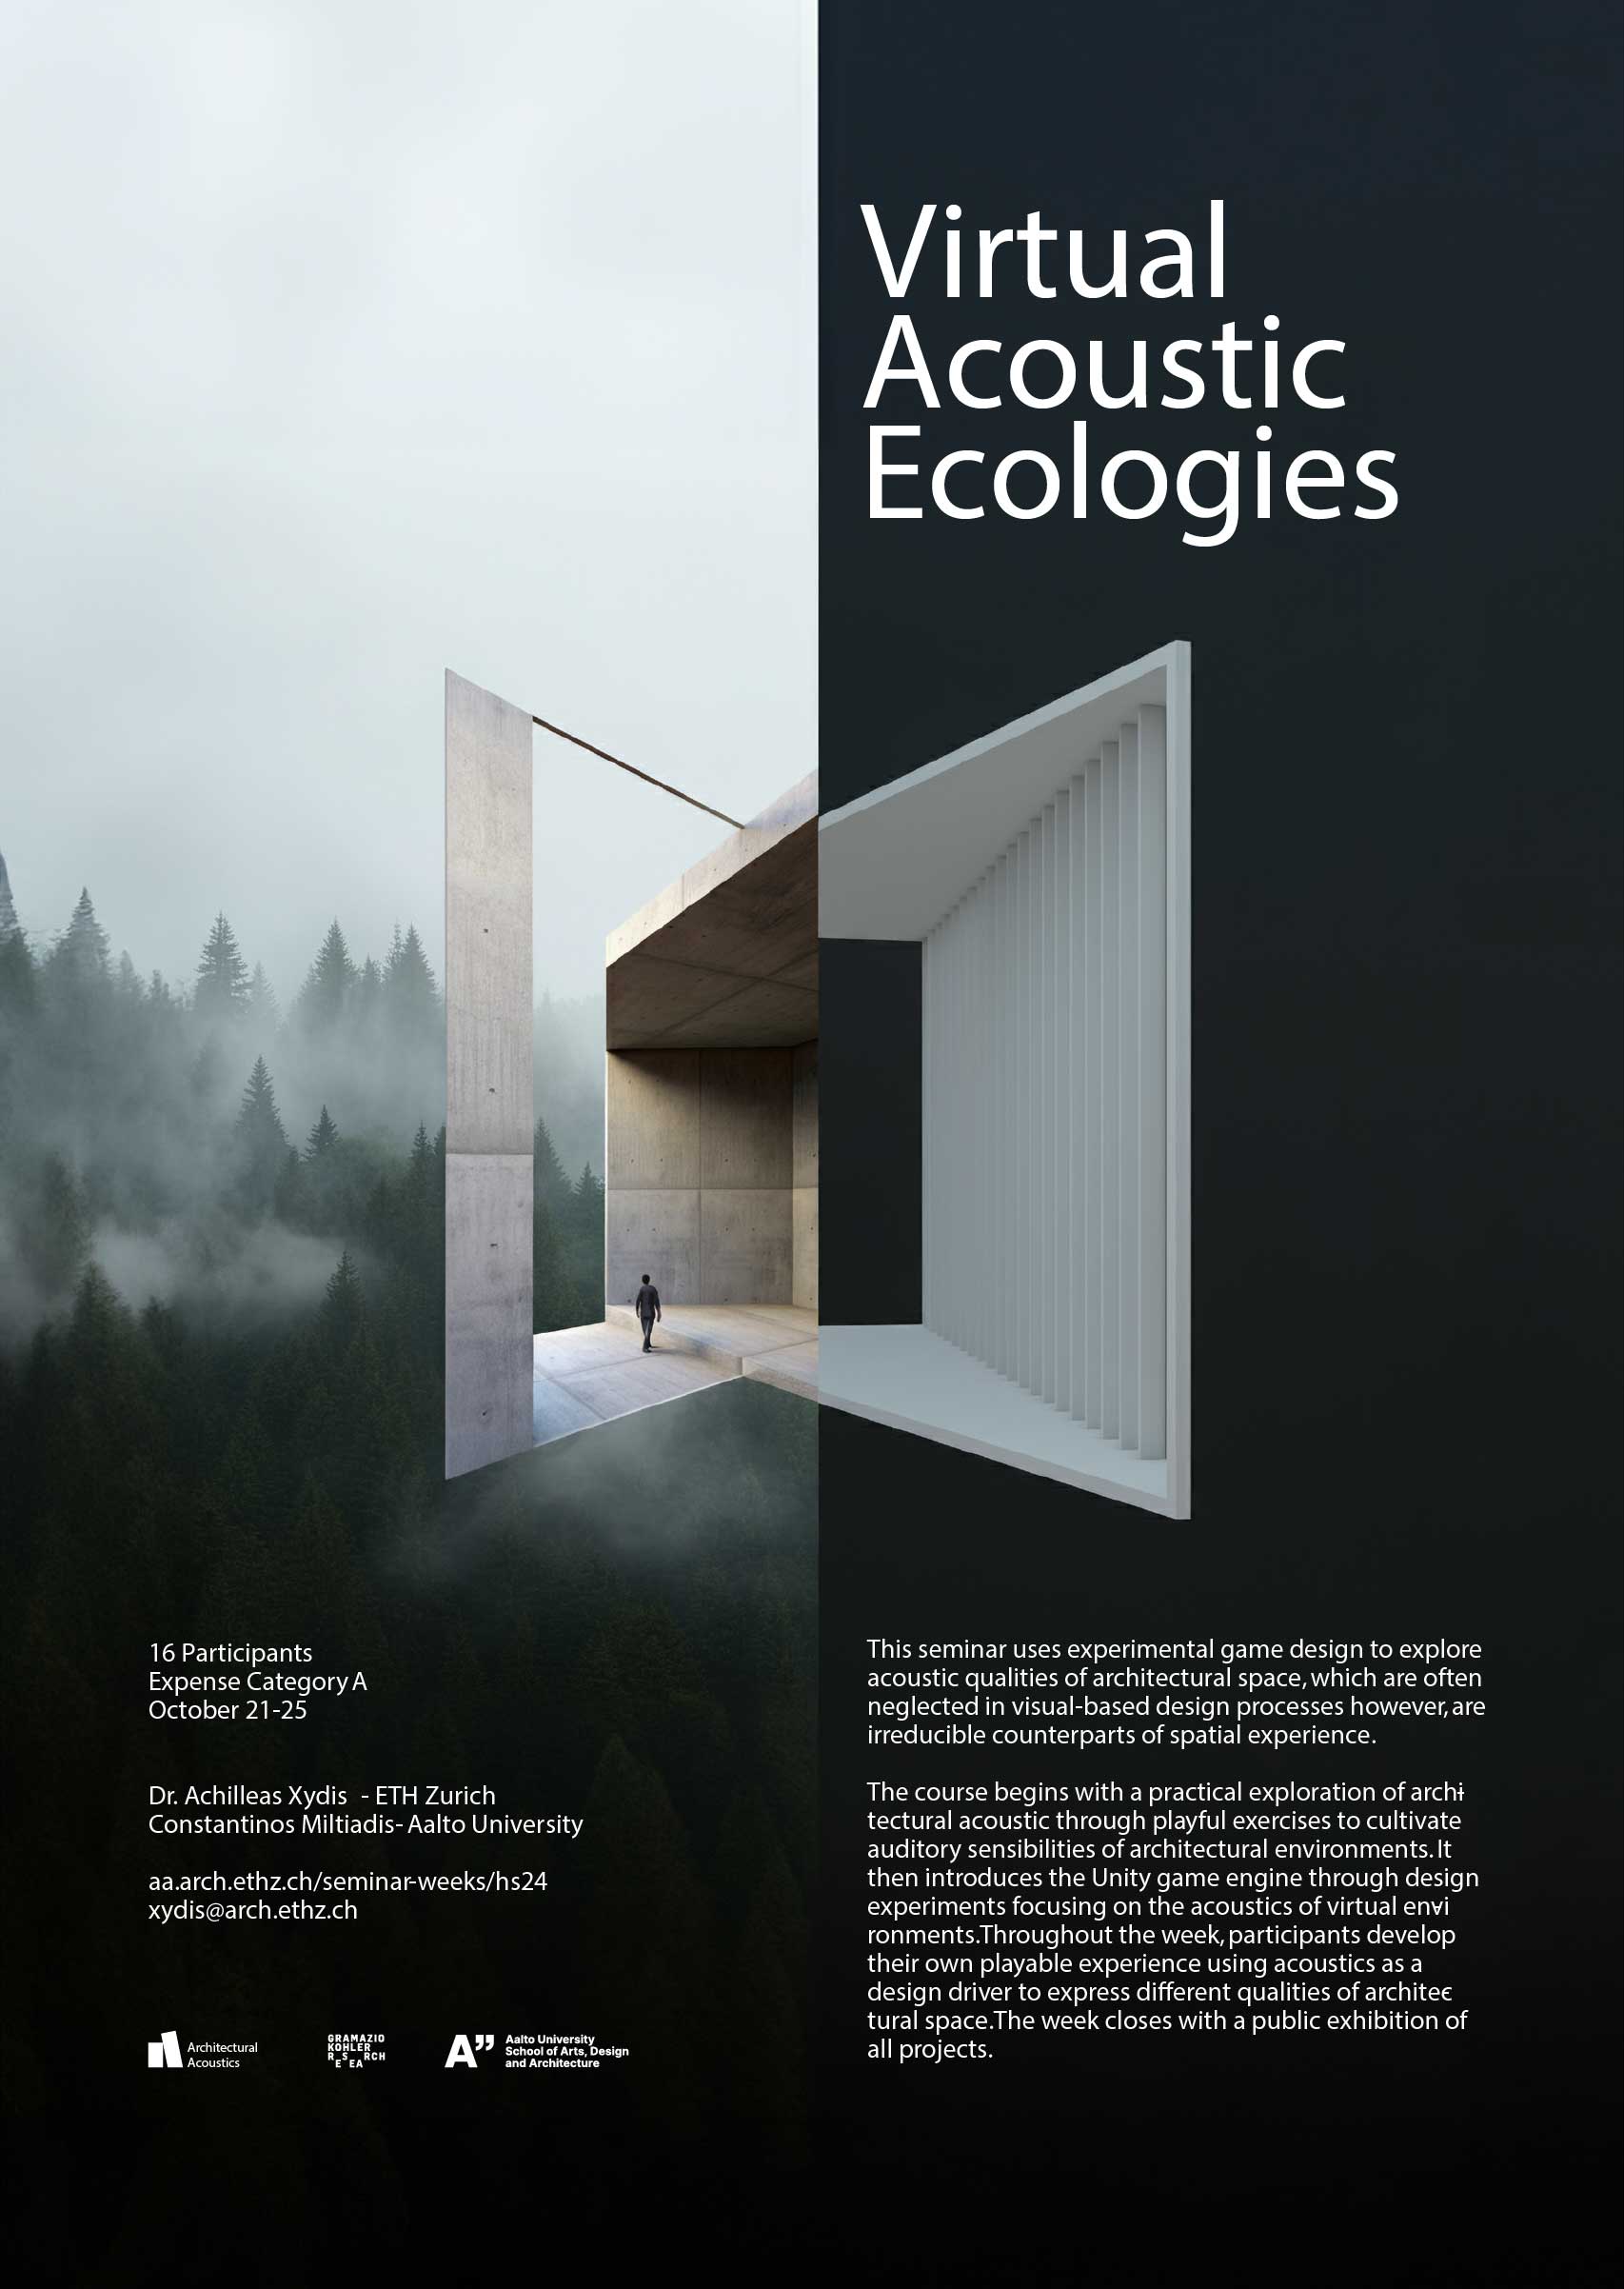 Virtual
Acoustic
Ecologies
16 Participants
Expense Category A
October 21-25
Dr. Achilleas Xydis - ETH Zurich
Constantinos Miltiadis- Aalto University
aa.arch.ethz.ch/seminar-weeks/hs24
xydis@arch.ethz.ch
Architectural
Acoustics
GRAMAZIO
KOHLER
RESEARCH
A”
Aalto University
School of Arts, Design
and Architecture
This seminar uses experimental game design to explore
acoustic qualities of architectural space, which are often
neglected in visual-based design processes however, are
irreducible counterparts of spatial experience.
The course begins with a practical exploration of archi-
tectural acoustic through playful exercises to cultivate
auditory sensibilities of architectural environments. It
then introduces the Unity game engine through design
experiments focusing on the acoustics of virtual envi-
ronments.Throughout the week, participants develop
their own playable experience using acoustics as a
design driver to express different qualities of architec-
tural space.The week closes with a public exhibition of
all projects.